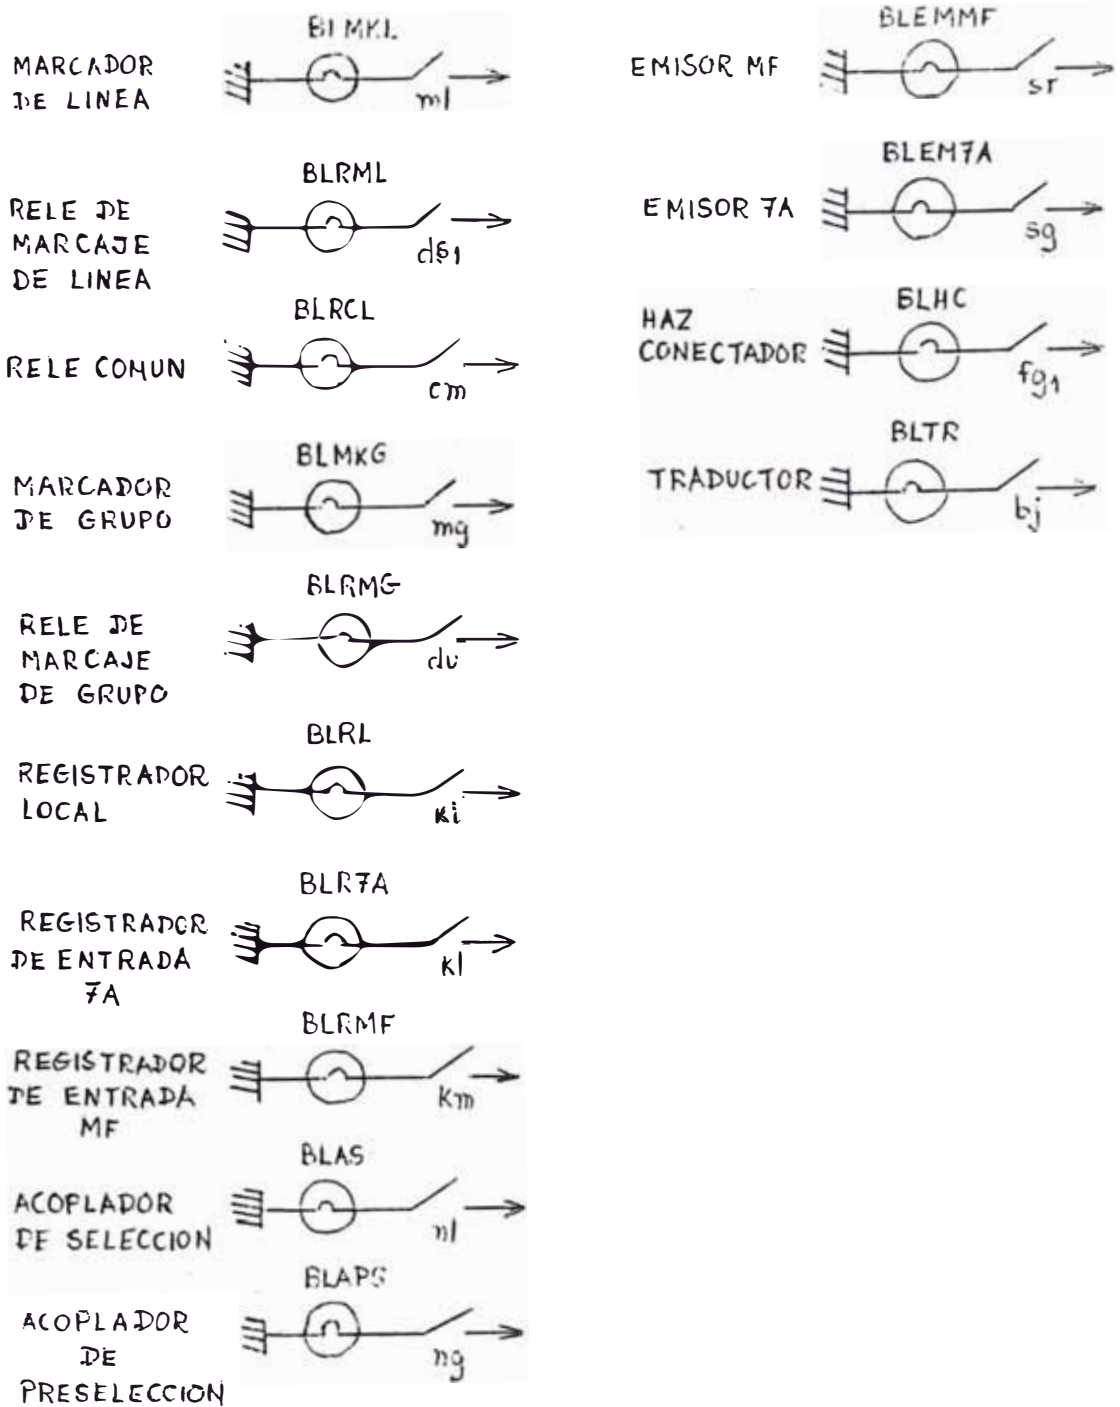 BLMKL
MARCADOR
DE LINEA
ml
BLRML
RELE DE
MARCAJE
DE LINEA
ds1
BLRCL
RELE COMUN
cm
BLMKG
MARCADOR
DE GRUPO
mg
BLRMG
RELE DE
MARCAJE
DE GRUPO
du
BLRL
REGISTRADOR
LOCAL
ki
BLR7A
REGISTRADOR
DE ENTRADA
7A
kl
BLRMF
REGISTRADOR
DE ENTRADA
MF
km
BLAS
ACOPLADOR
DE SELECCION
nl
BLAPS
ACOPLADOR
DE
PRESELECCION
ng
BLEMMF
EMISOR MF
sr
BLEM7A
EMISOR 7A
sg
BLHC
HAZ
CONECTADOR
fg1
BLTR
TRADUCTOR
bj